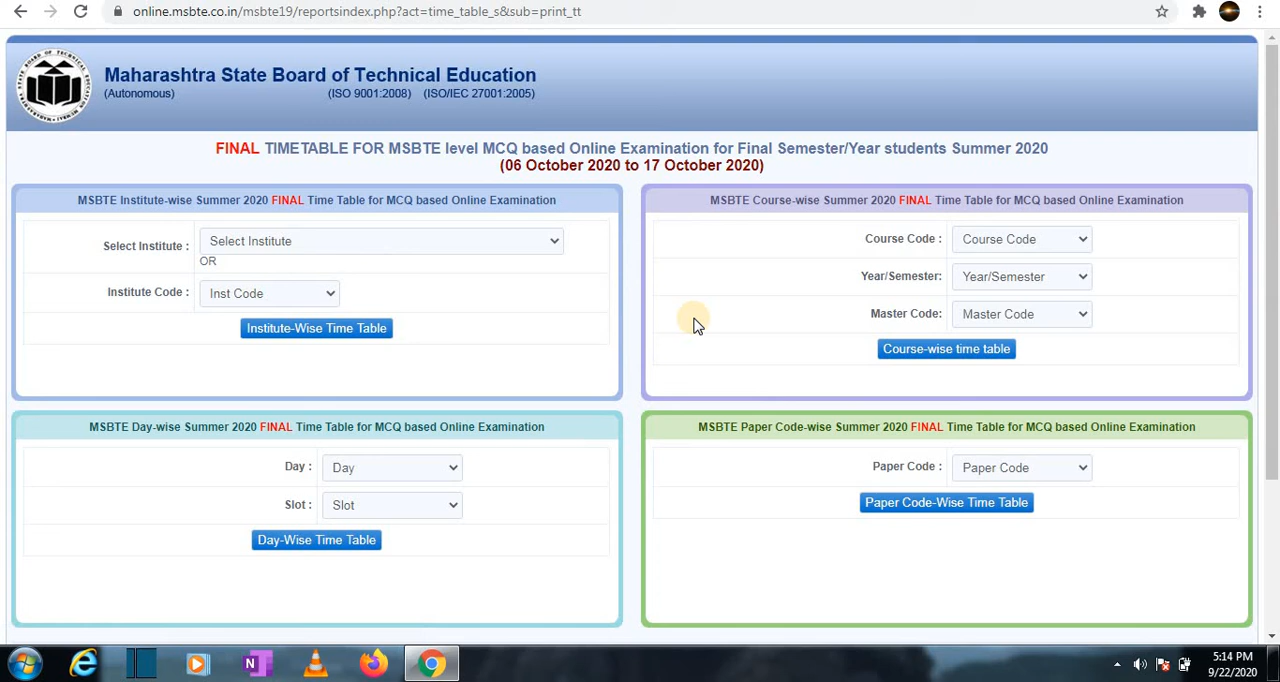 online.msbte.co.in/msbte19/reportsindex.php?act=time_table_s&sub=print_tt
Maharashtra State Board of Technical Education
(Autonomous) (ISO 9001:2008) (ISO/IEC 27001:2005)
FINAL TIMETABLE FOR MSBTE level MCQ based Online Examination for Final Semester/Year students Summer 2020
(06 October 2020 to 17 October 2020)
MSBTE Institute-wise Summer 2020 FINAL Time Table for MCQ based Online Examination
Select Institute : Select Institute
OR
Institute Code : Inst Code
Institute-Wise Time Table
MSBTE Course-wise Summer 2020 FINAL Time Table for MCQ based Online Examination
Course Code : Course Code
Year/Semester: Year/Semester
Master Code: Master Code
Course-wise time table
MSBTE Day-wise Summer 2020 FINAL Time Table for MCQ based Online Examination
Day : Day
Slot : Slot
Day-Wise Time Table
MSBTE Paper Code-wise Summer 2020 FINAL Time Table for MCQ based Online Examination
Paper Code : Paper Code
Paper Code-Wise Time Table
5:14 PM
9/22/2020